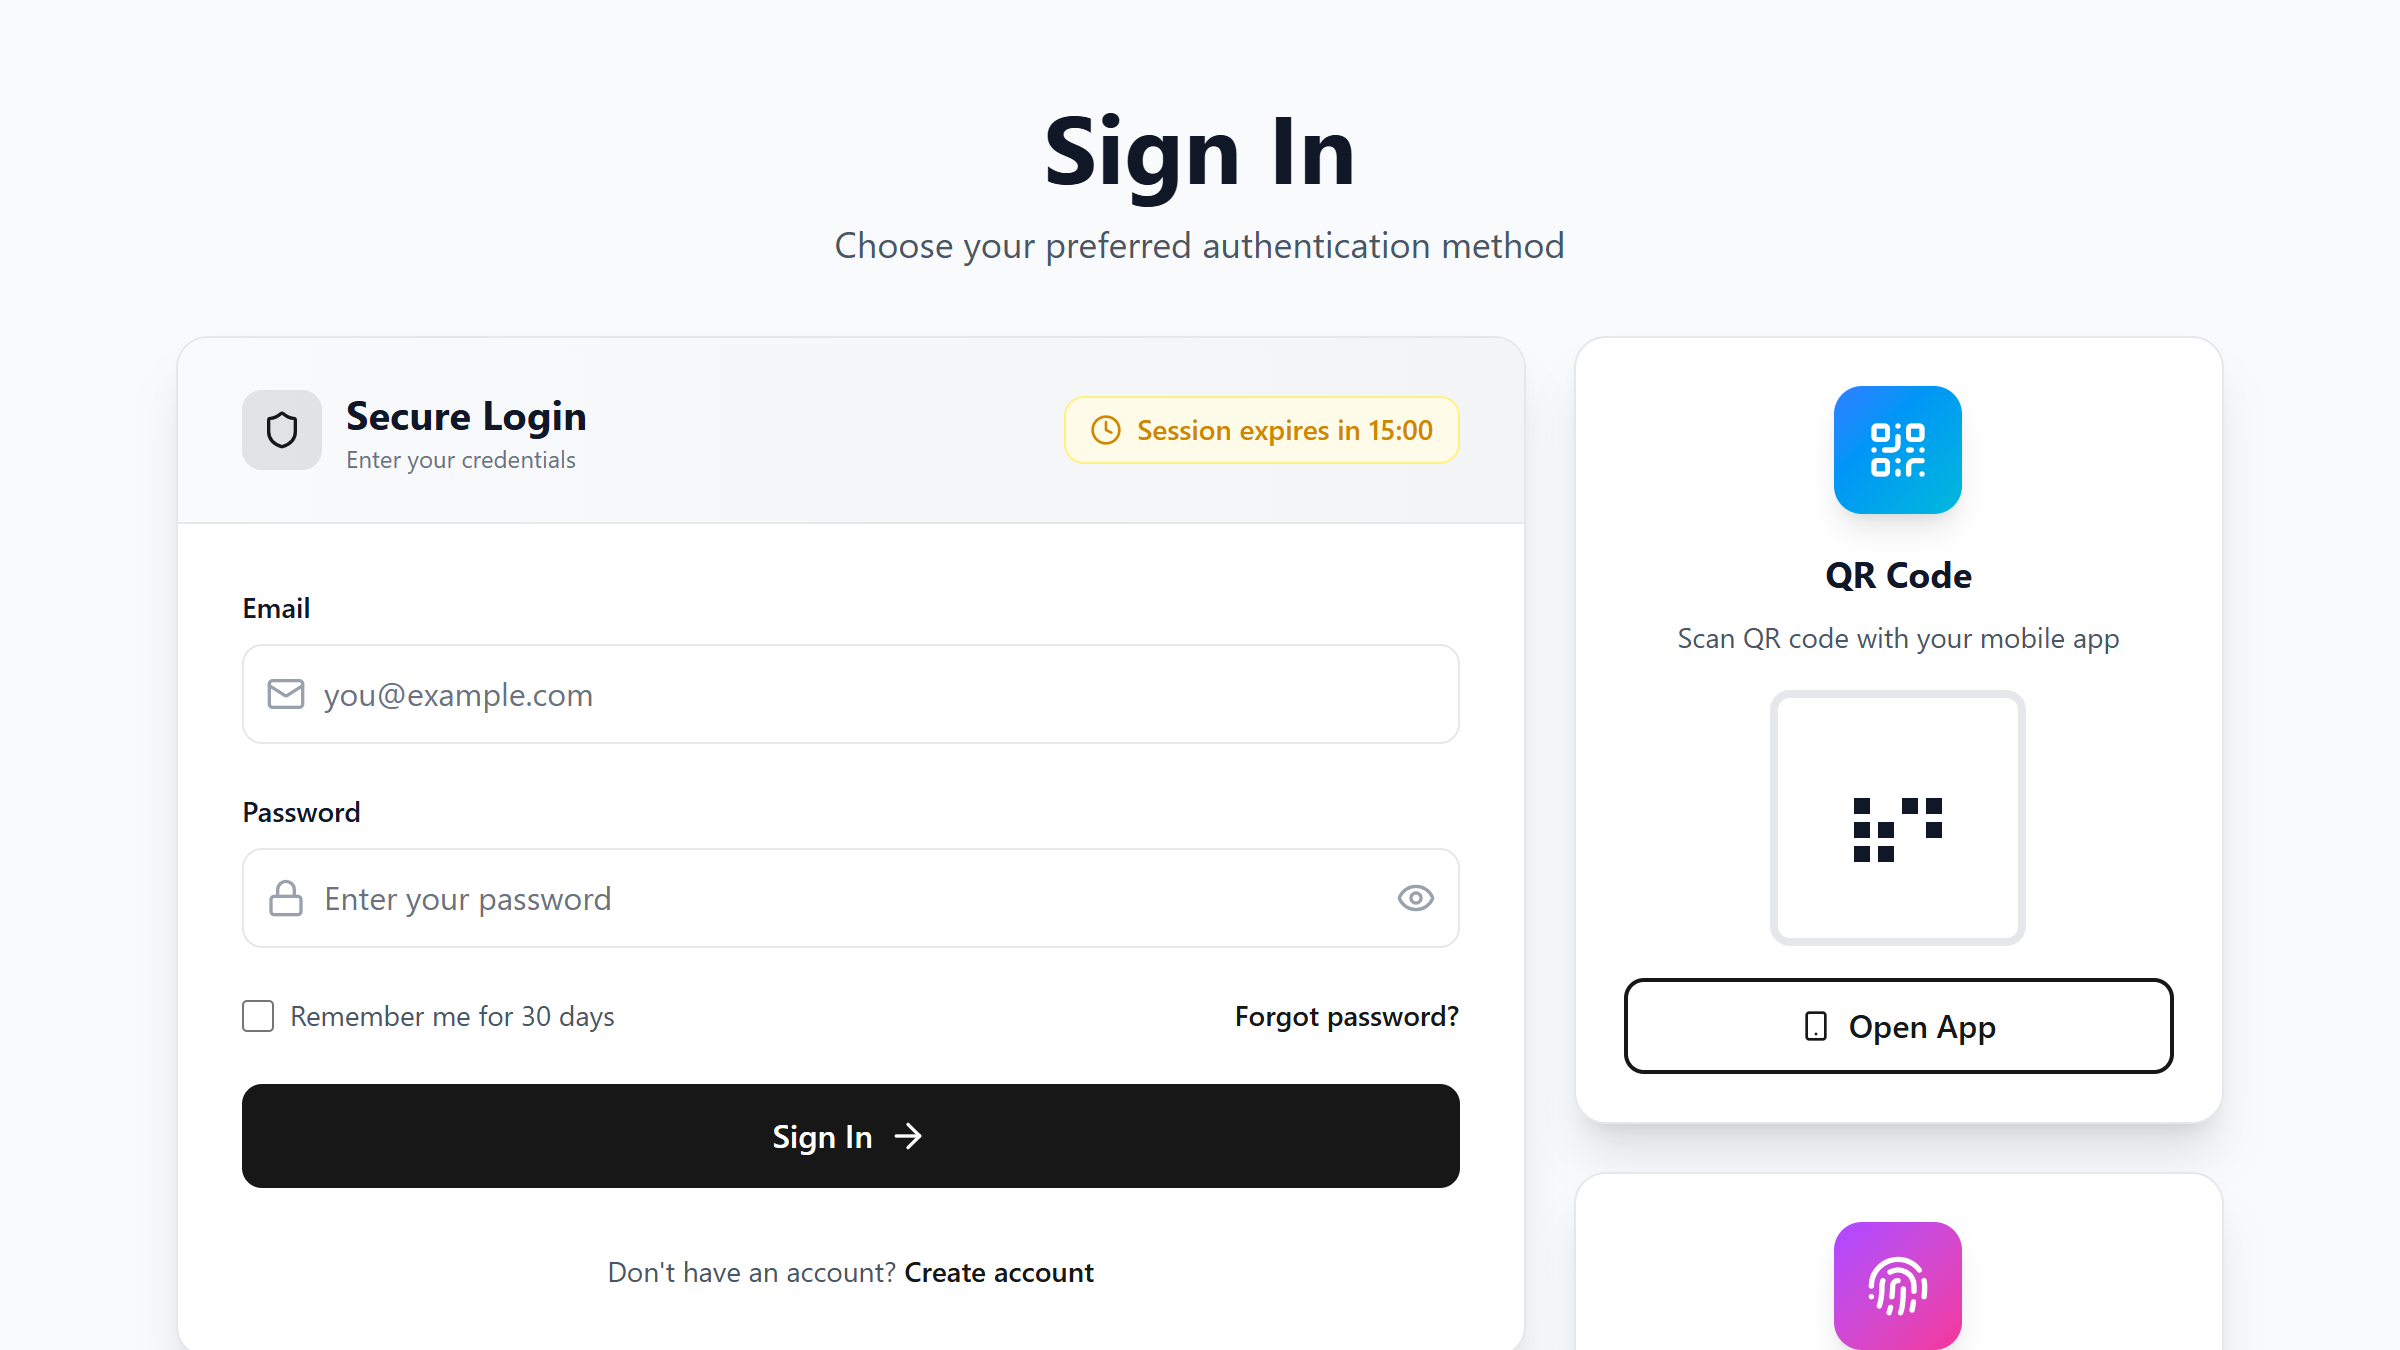 Sign In
Choose your preferred authentication method
Secure Login
Enter your credentials
Session expires in 15:00
Email
you@example.com
Password
Enter your password
Remember me for 30 days
Forgot password?
Sign In
Don't have an account? Create account
QR Code
Scan QR code with your mobile app
Open App